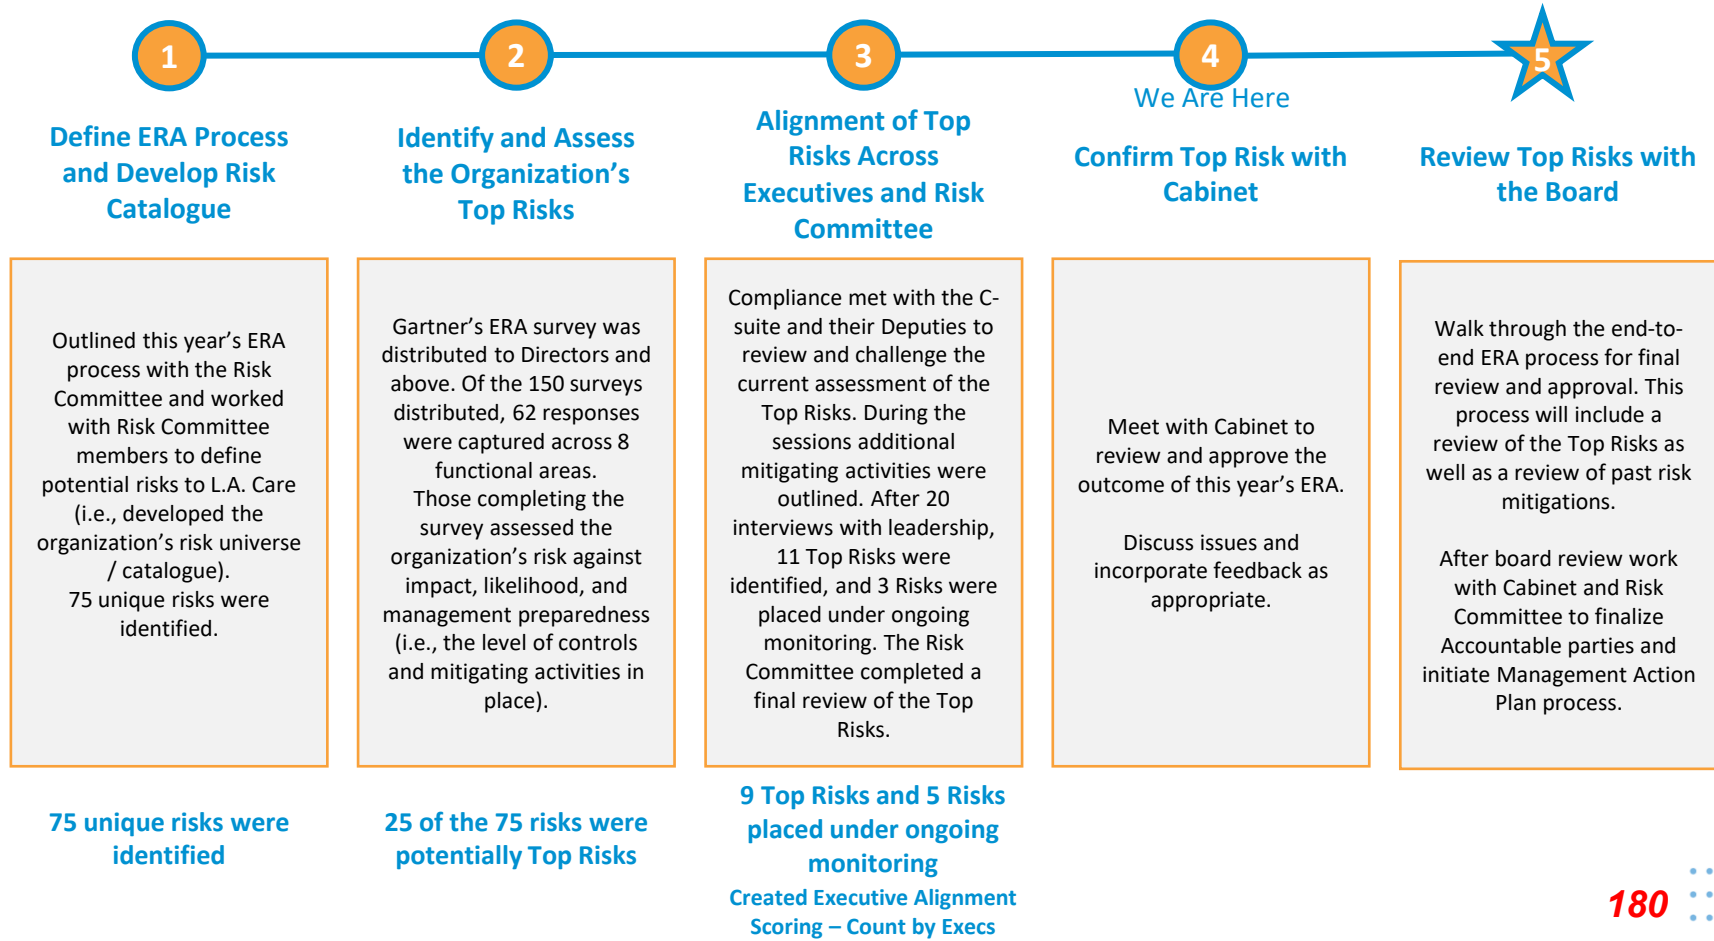 1
2
3
4
5
We Are Here
Define ERA Process
and Develop Risk
Catalogue
Identify and Assess
the Organization's
Top Risks
Alignment of Top
Risks Across
Executives and Risk
Committee
Confirm Top Risk with
Cabinet
Review Top Risks with
the Board
Outlined this year's ERA
process with the Risk
Committee and worked
with Risk Committee
members to define
potential risks to L.A. Care
(i.e., developed the
organization's risk universe
/ catalogue).
75 unique risks were
identified.
Gartner's ERA survey was
distributed to Directors and
above. Of the 150 surveys
distributed, 62 responses
were captured across 8
functional areas.
Those completing the
survey assessed the
organization's risk against
impact, likelihood, and
management preparedness
(i.e., the level of controls
and mitigating activities in
place).
Compliance met with the C-
suite and their Deputies to
review and challenge the
current assessment of the
Top Risks. During the
sessions additional
mitigating activities were
outlined. After 20
interviews with leadership,
11 Top Risks were
identified, and 3 Risks were
placed under ongoing
monitoring. The Risk
Committee completed a
final review of the Top
Risks.
Meet with Cabinet to
review and approve the
outcome of this year's ERA.
Discuss issues and
incorporate feedback as
appropriate.
Walk through the end-to-
end ERA process for final
review and approval. This
process will include a
review of the Top Risks as
well as a review of past risk
mitigations.
After board review work
with Cabinet and Risk
Committee to finalize
Accountable parties and
initiate Management Action
Plan process.
75 unique risks were
identified
25 of the 75 risks were
potentially Top Risks
9 Top Risks and 5 Risks
placed under ongoing
monitoring
Created Executive Alignment
Scoring – Count by Execs
180